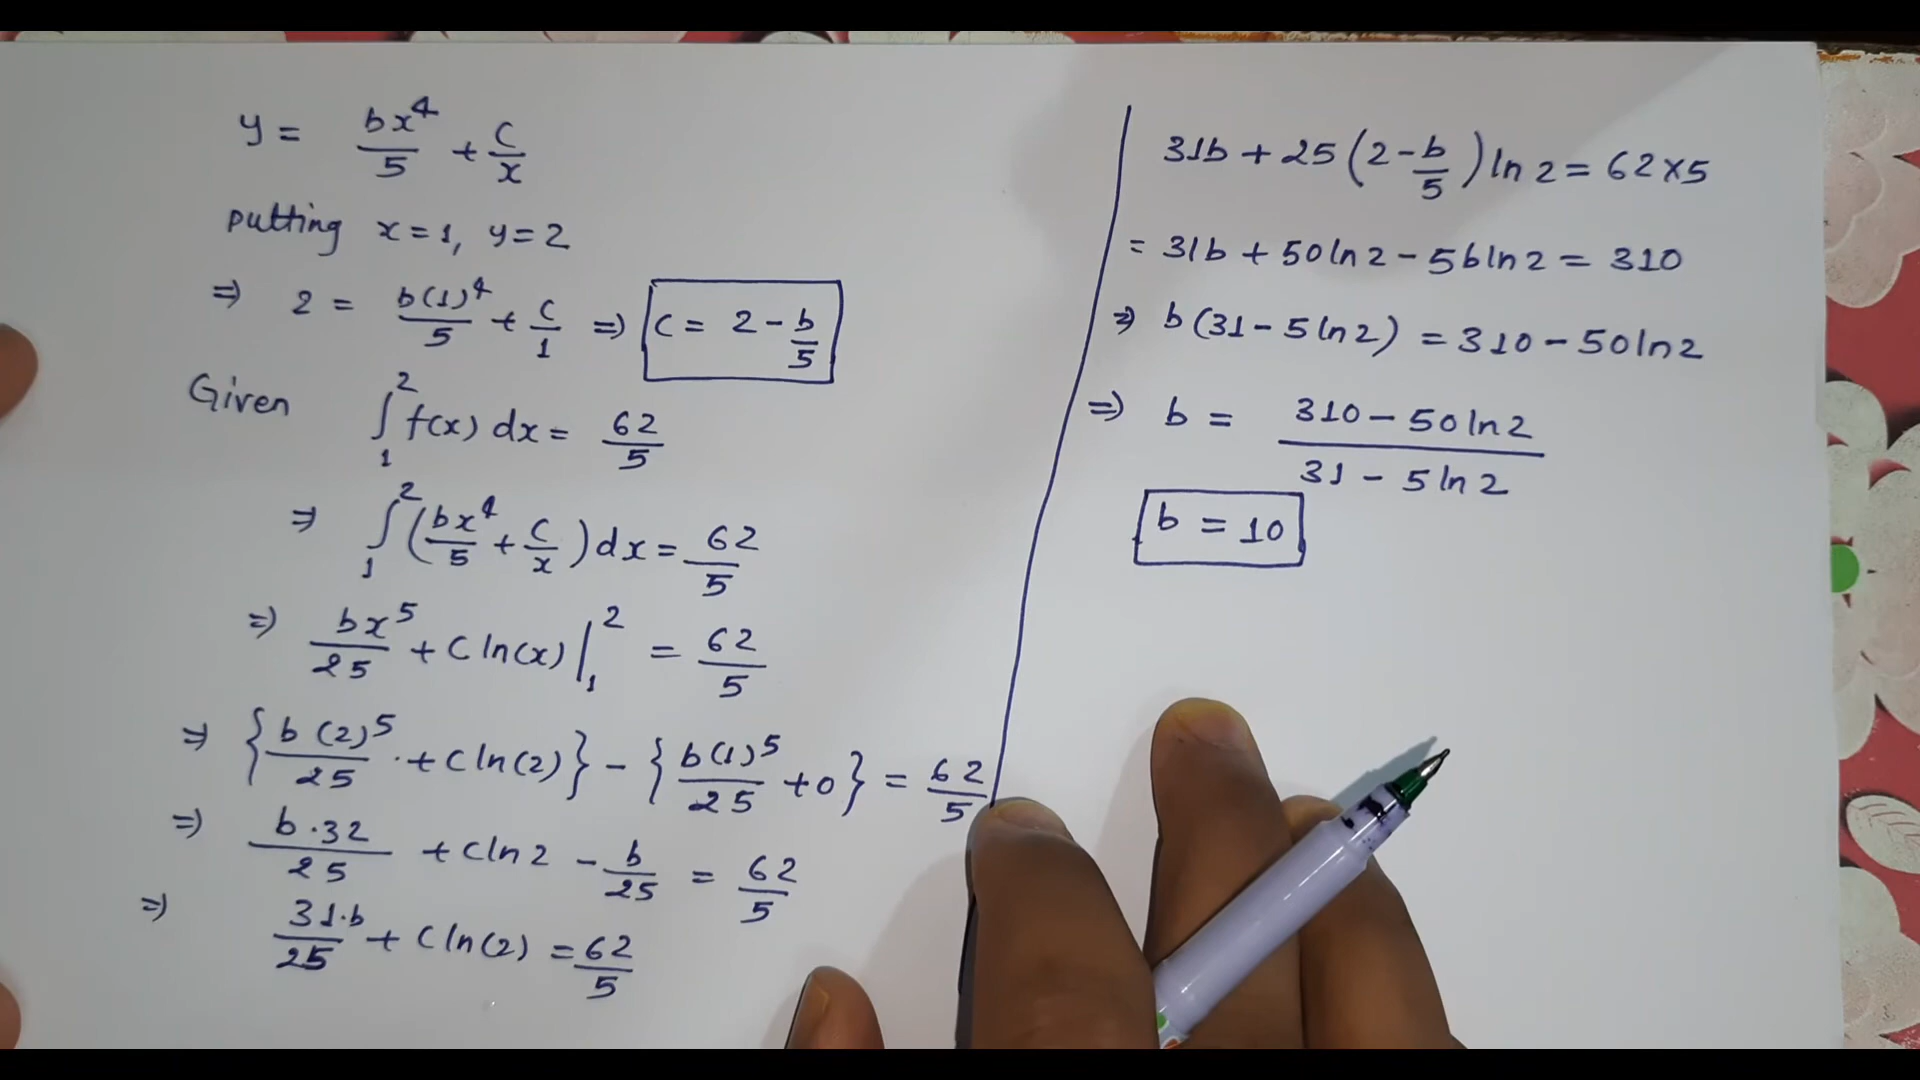 y = bx⁴/5 + C/x
putting x=1, y=2
⇒ 2 = b(1)⁴/5 + C/1 ⇒ C = 2 - b/5
Given ∫₁² f(x) dx = 62/5
⇒ ∫₁² (bx⁴/5 + C/x) dx = 62/5
⇒ bx⁵/25 + C ln(x) |₁² = 62/5
⇒ {b(2)⁵/25 + C ln(2)} - {b(1)⁵/25 + 0} = 62/5
⇒ b·32/25 + C ln 2 - b/25 = 62/5
⇒ 31·b/25 + C ln(2) = 62/5
31b + 25(2 - b/5) ln 2 = 62×5
= 31b + 50 ln 2 - 5b ln 2 = 310
⇒ b(31 - 5 ln 2) = 310 - 50 ln 2
⇒ b = (310 - 50 ln 2)/(31 - 5 ln 2)
b = 10